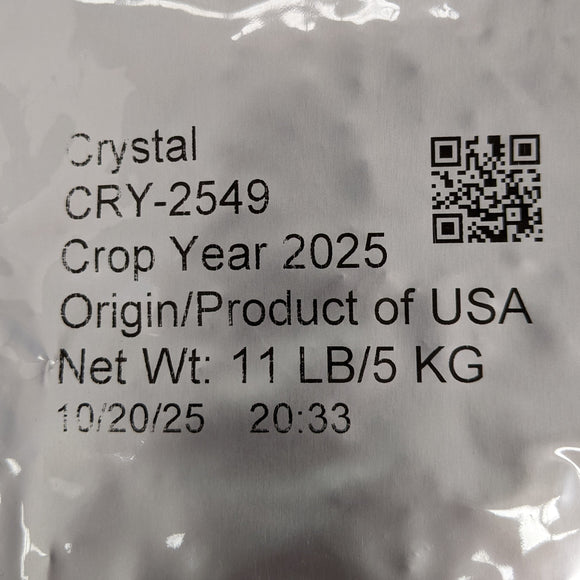 Crystal
CRY-2549
Crop Year 2025
Origin/Product of USA
Net Wt: 11 LB/5 KG
10/20/25 20:33